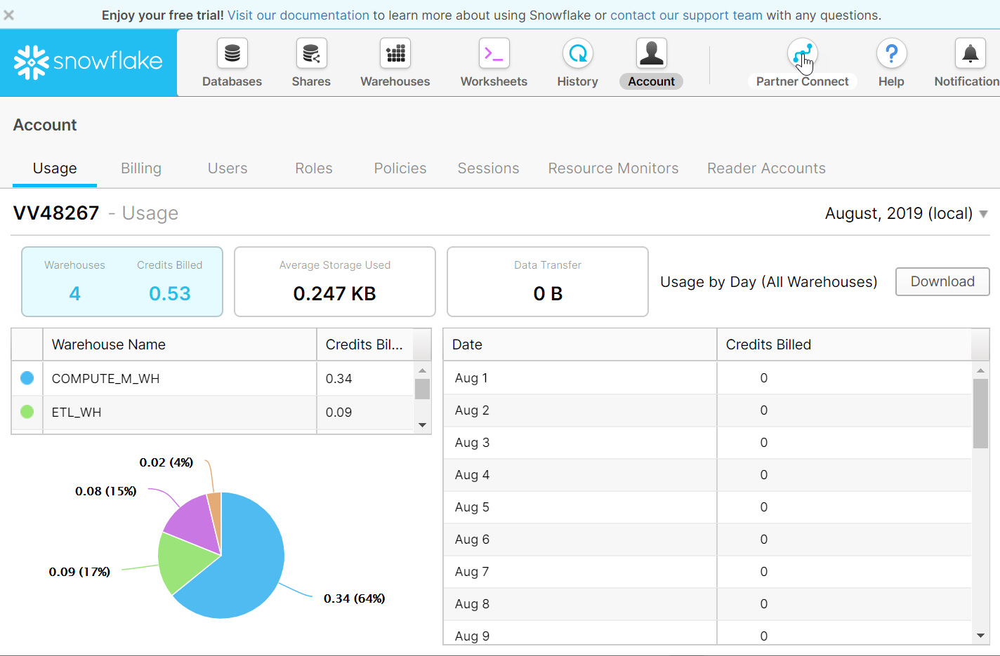 Enjoy your free trial! Visit our documentation to learn more about using Snowflake or contact our support team with any questions.
snowflake
Databases
Shares
Warehouses
Worksheets
History
Account
Partner Connect
Help
Notification
Account
Usage
Billing
Users
Roles
Policies
Sessions
Resource Monitors
Reader Accounts
VV48267 - Usage
August, 2019 (local)
Warehouses
4
Credits Billed
0.53
Average Storage Used
0.247 KB
Data Transfer
0 B
Usage by Day (All Warehouses)
Download
Warehouse Name Credits Bil...
COMPUTE_M_WH 0.34
ETL_WH 0.09
0.02 (4%)
0.08 (15%)
0.09 (17%)
0.34 (64%)
Date Credits Billed
Aug 1 0
Aug 2 0
Aug 3 0
Aug 4 0
Aug 5 0
Aug 6 0
Aug 7 0
Aug 8 0
Aug 9 0